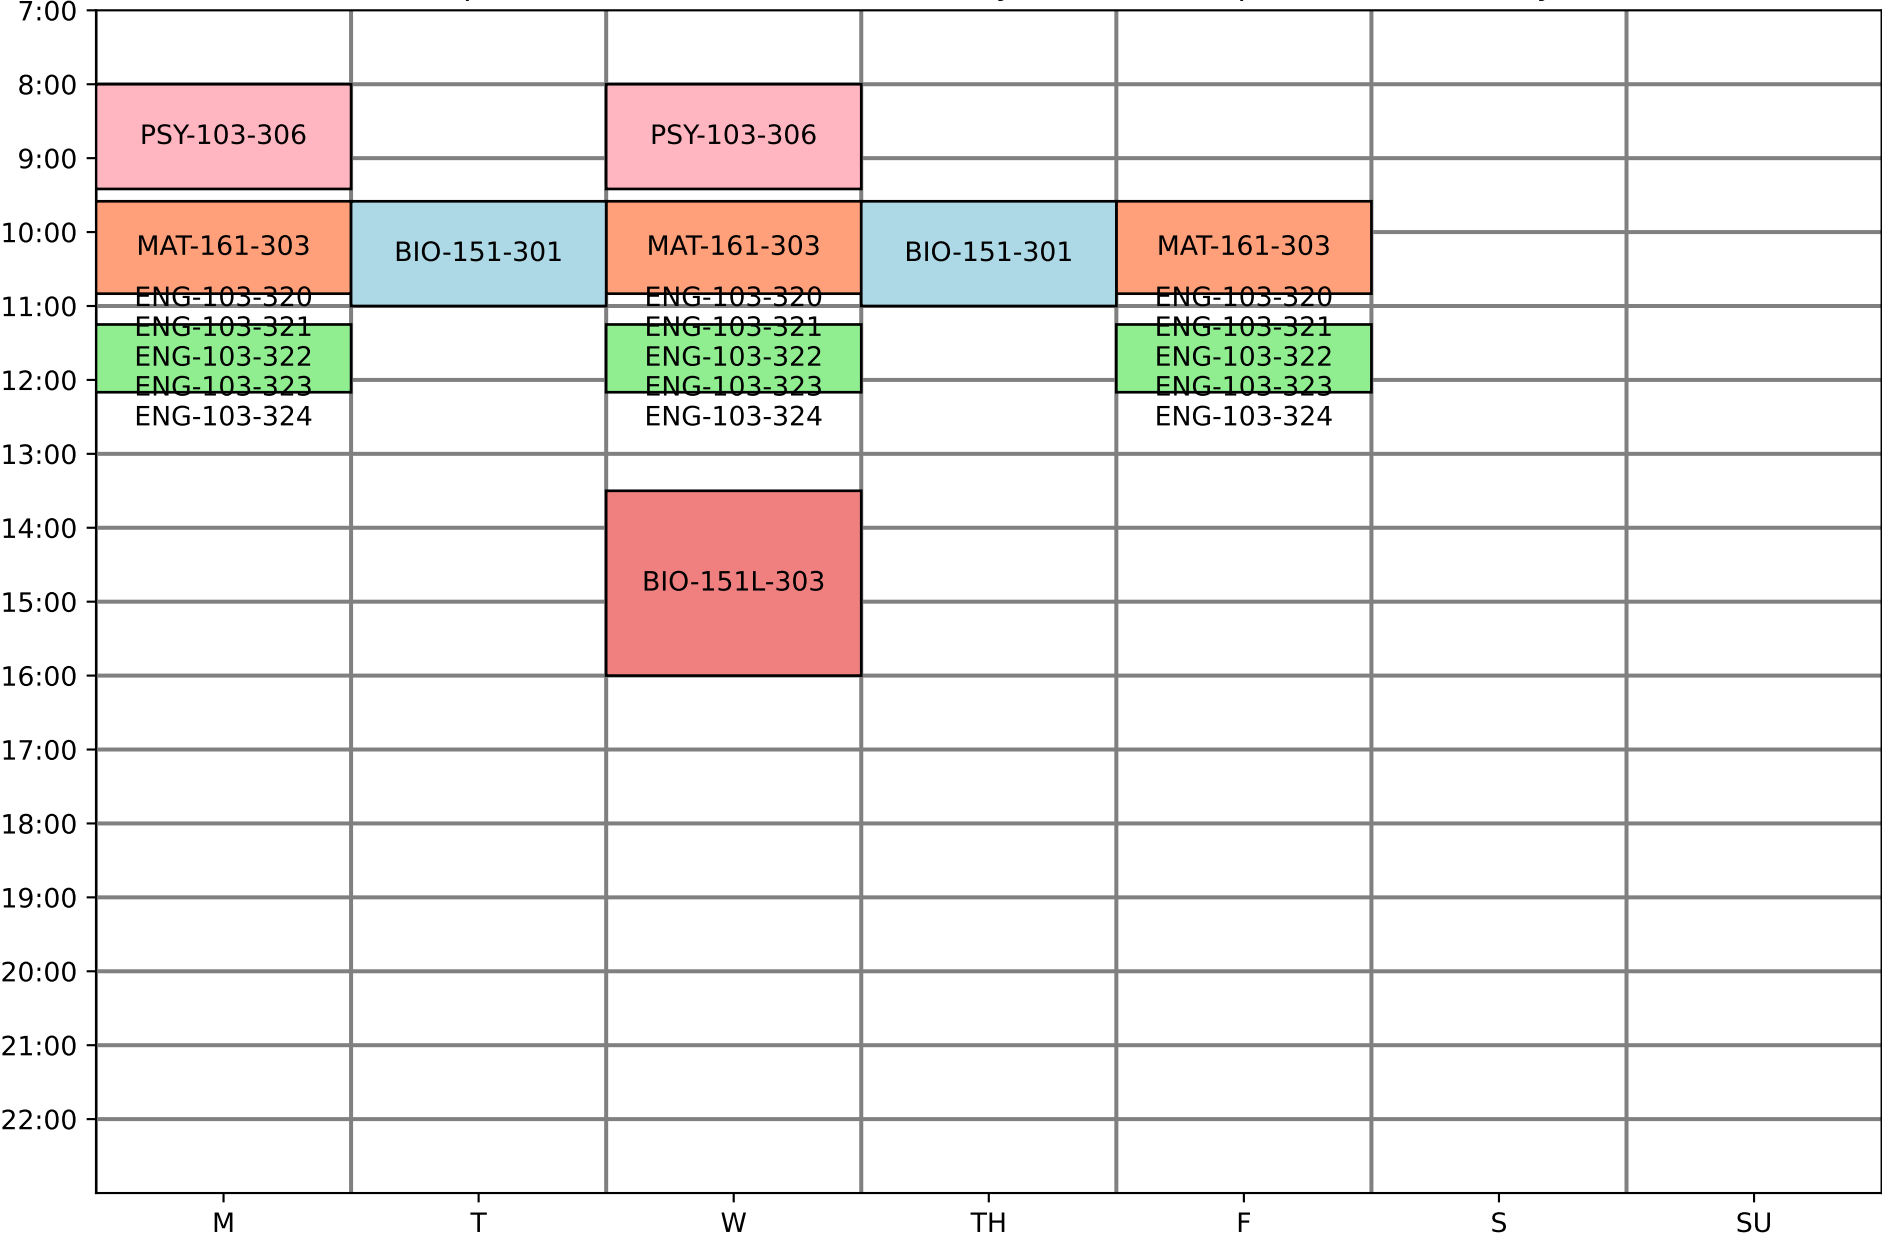 7:00
8:00
PSY-103-306 PSY-103-306
9:00
10:00
MAT-161-303 BIO-151-301 MAT-161-303 BIO-151-301 MAT-161-303
ENG-103-320 ENG-103-320 ENG-103-320
11:00
ENG-103-321 ENG-103-321 ENG-103-321
ENG-103-322 ENG-103-322 ENG-103-322
12:00 ENG-103-323 ENG-103-323 ENG-103-323
ENG-103-324 ENG-103-324 ENG-103-324
13:00
14:00
BIO-151L-303
15:00
16:00
17:00
18:00
19:00
20:00
21:00
22:00
M T W TH F S SU